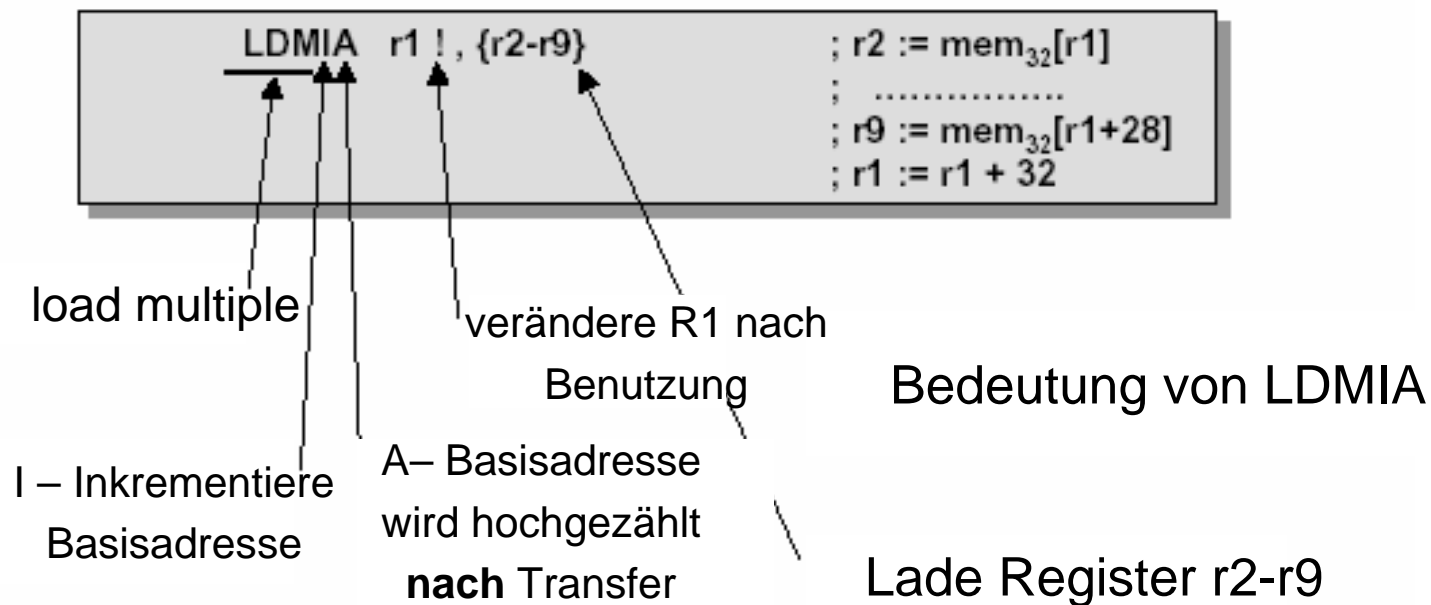 LDMIA r1 !, {r2-r9} ; r2 := mem32[r1]
; ................
; r9 := mem32[r1+28]
; r1 := r1 + 32
load multiple
verändere R1 nach
Benutzung
Bedeutung von LDMIA
I – Inkrementiere
Basisadresse
A– Basisadresse
wird hochgezählt
nach Transfer
Lade Register r2-r9